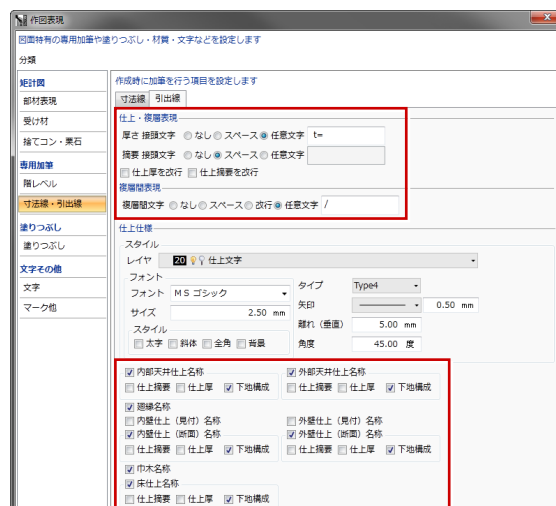 作図表現
図面特有の専用加筆や塗りつぶし・材質・文字などを設定します
分類
矩計図
部材表現
受け材
捨てコン・栗石
専用加筆
階レベル
寸法線・引出線
塗りつぶし
塗りつぶし
文字その他
文字
マーク他
作成時に加筆を行う項目を設定します
寸法線 引出線
仕上・複層表現
厚さ 接頭文字 なし スペース 任意文字 t=
摘要 接頭文字 なし スペース 任意文字
仕上厚を改行 仕上摘要を改行
複層間表現
複層間文字 なし スペース 改行 任意文字 /
仕上仕様
スタイル
レイヤ 20 仕上文字
フォント
フォント MS ゴシック
サイズ 2.50 mm
スタイル
太字 斜体 全角 背景
タイプ Type4
矢印 0.50 mm
離れ（垂直） 5.00 mm
角度 45.00 度
内部天井仕上名称 外部天井仕上名称
仕上摘要 仕上厚 下地構成 仕上摘要 仕上厚 下地構成
廻縁名称
内壁仕上（見付）名称 外壁仕上（見付）名称
内壁仕上（断面）名称 外壁仕上（断面）名称
仕上摘要 仕上厚 下地構成 仕上摘要 仕上厚 下地構成
巾木名称
床仕上名称
仕上摘要 仕上厚 下地構成